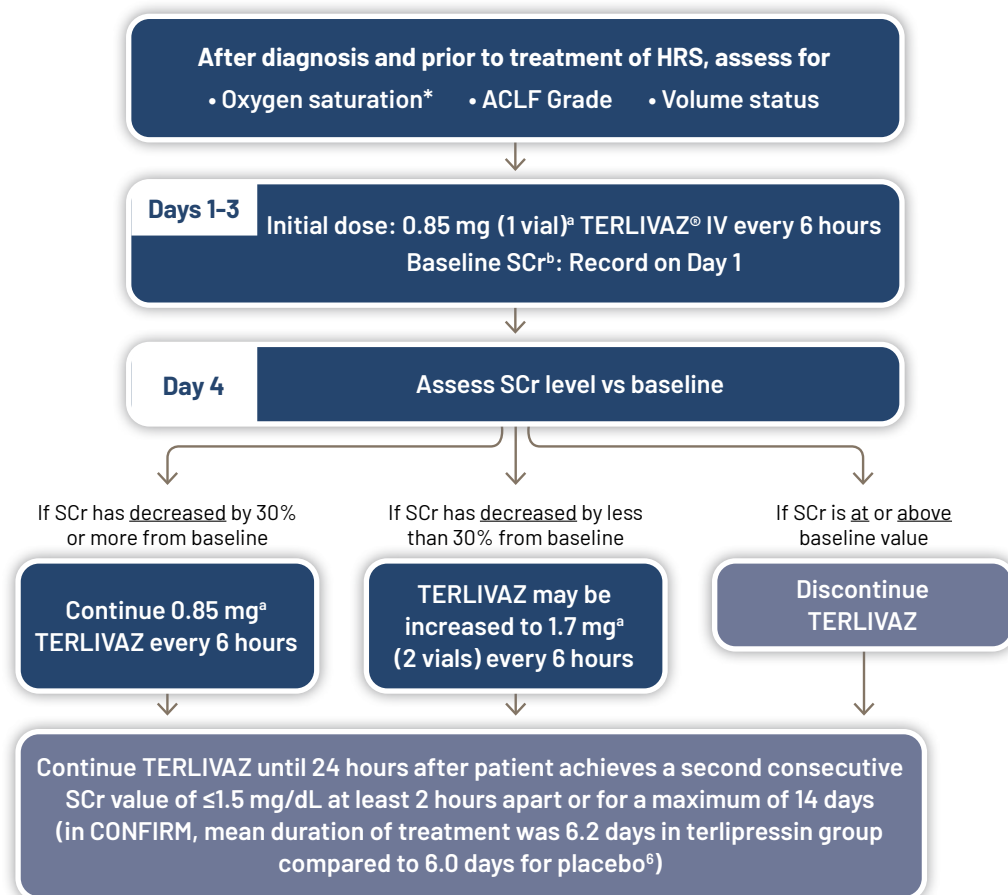 After diagnosis and prior to treatment of HRS, assess for
• Oxygen saturation* • ACLF Grade • Volume status
Days 1-3
Initial dose: 0.85 mg (1 vial)ᵃ TERLIVAZ® IV every 6 hours
Baseline SCrᵇ: Record on Day 1
Day 4
Assess SCr level vs baseline
If SCr has decreased by 30%
or more from baseline
Continue 0.85 mgᵃ
TERLIVAZ every 6 hours
If SCr has decreased by less
than 30% from baseline
TERLIVAZ may be
increased to 1.7 mgᵃ
(2 vials) every 6 hours
If SCr is at or above
baseline value
Discontinue
TERLIVAZ
Continue TERLIVAZ until 24 hours after patient achieves a second consecutive
SCr value of ≤1.5 mg/dL at least 2 hours apart or for a maximum of 14 days
(in CONFIRM, mean duration of treatment was 6.2 days in terlipressin group
compared to 6.0 days for placebo⁶)